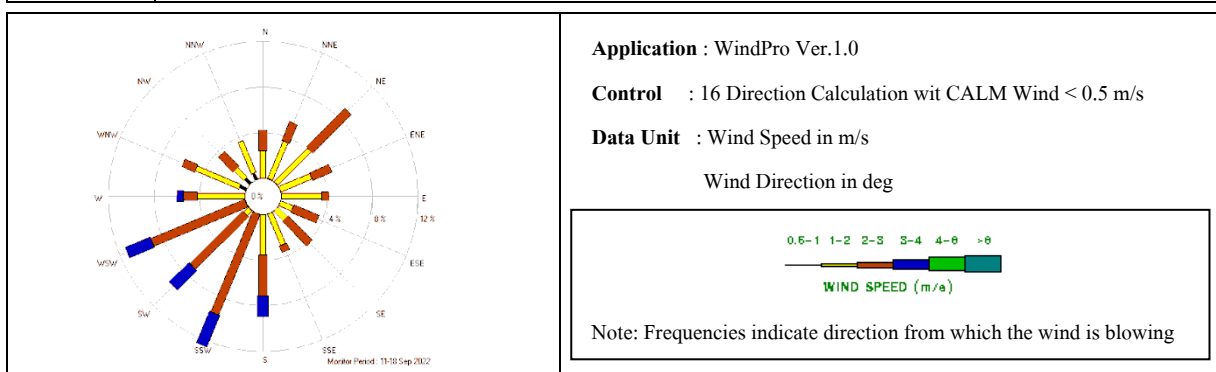 N
NNW
NNE
NW
NE
WNW
ENE
W
0 %
E
4 %
8 %
12 %
WSW
ESE
SW
SE
SSW
SSE
S
Monitor Period : 11-18 Sep 2022
Application : WindPro Ver.1.0
Control : 16 Direction Calculation wit CALM Wind < 0.5 m/s
Data Unit : Wind Speed in m/s
Wind Direction in deg
0.5-1 1-2 2-3 3-4 4-6 >6
WIND SPEED (m/s)
Note: Frequencies indicate direction from which the wind is blowing